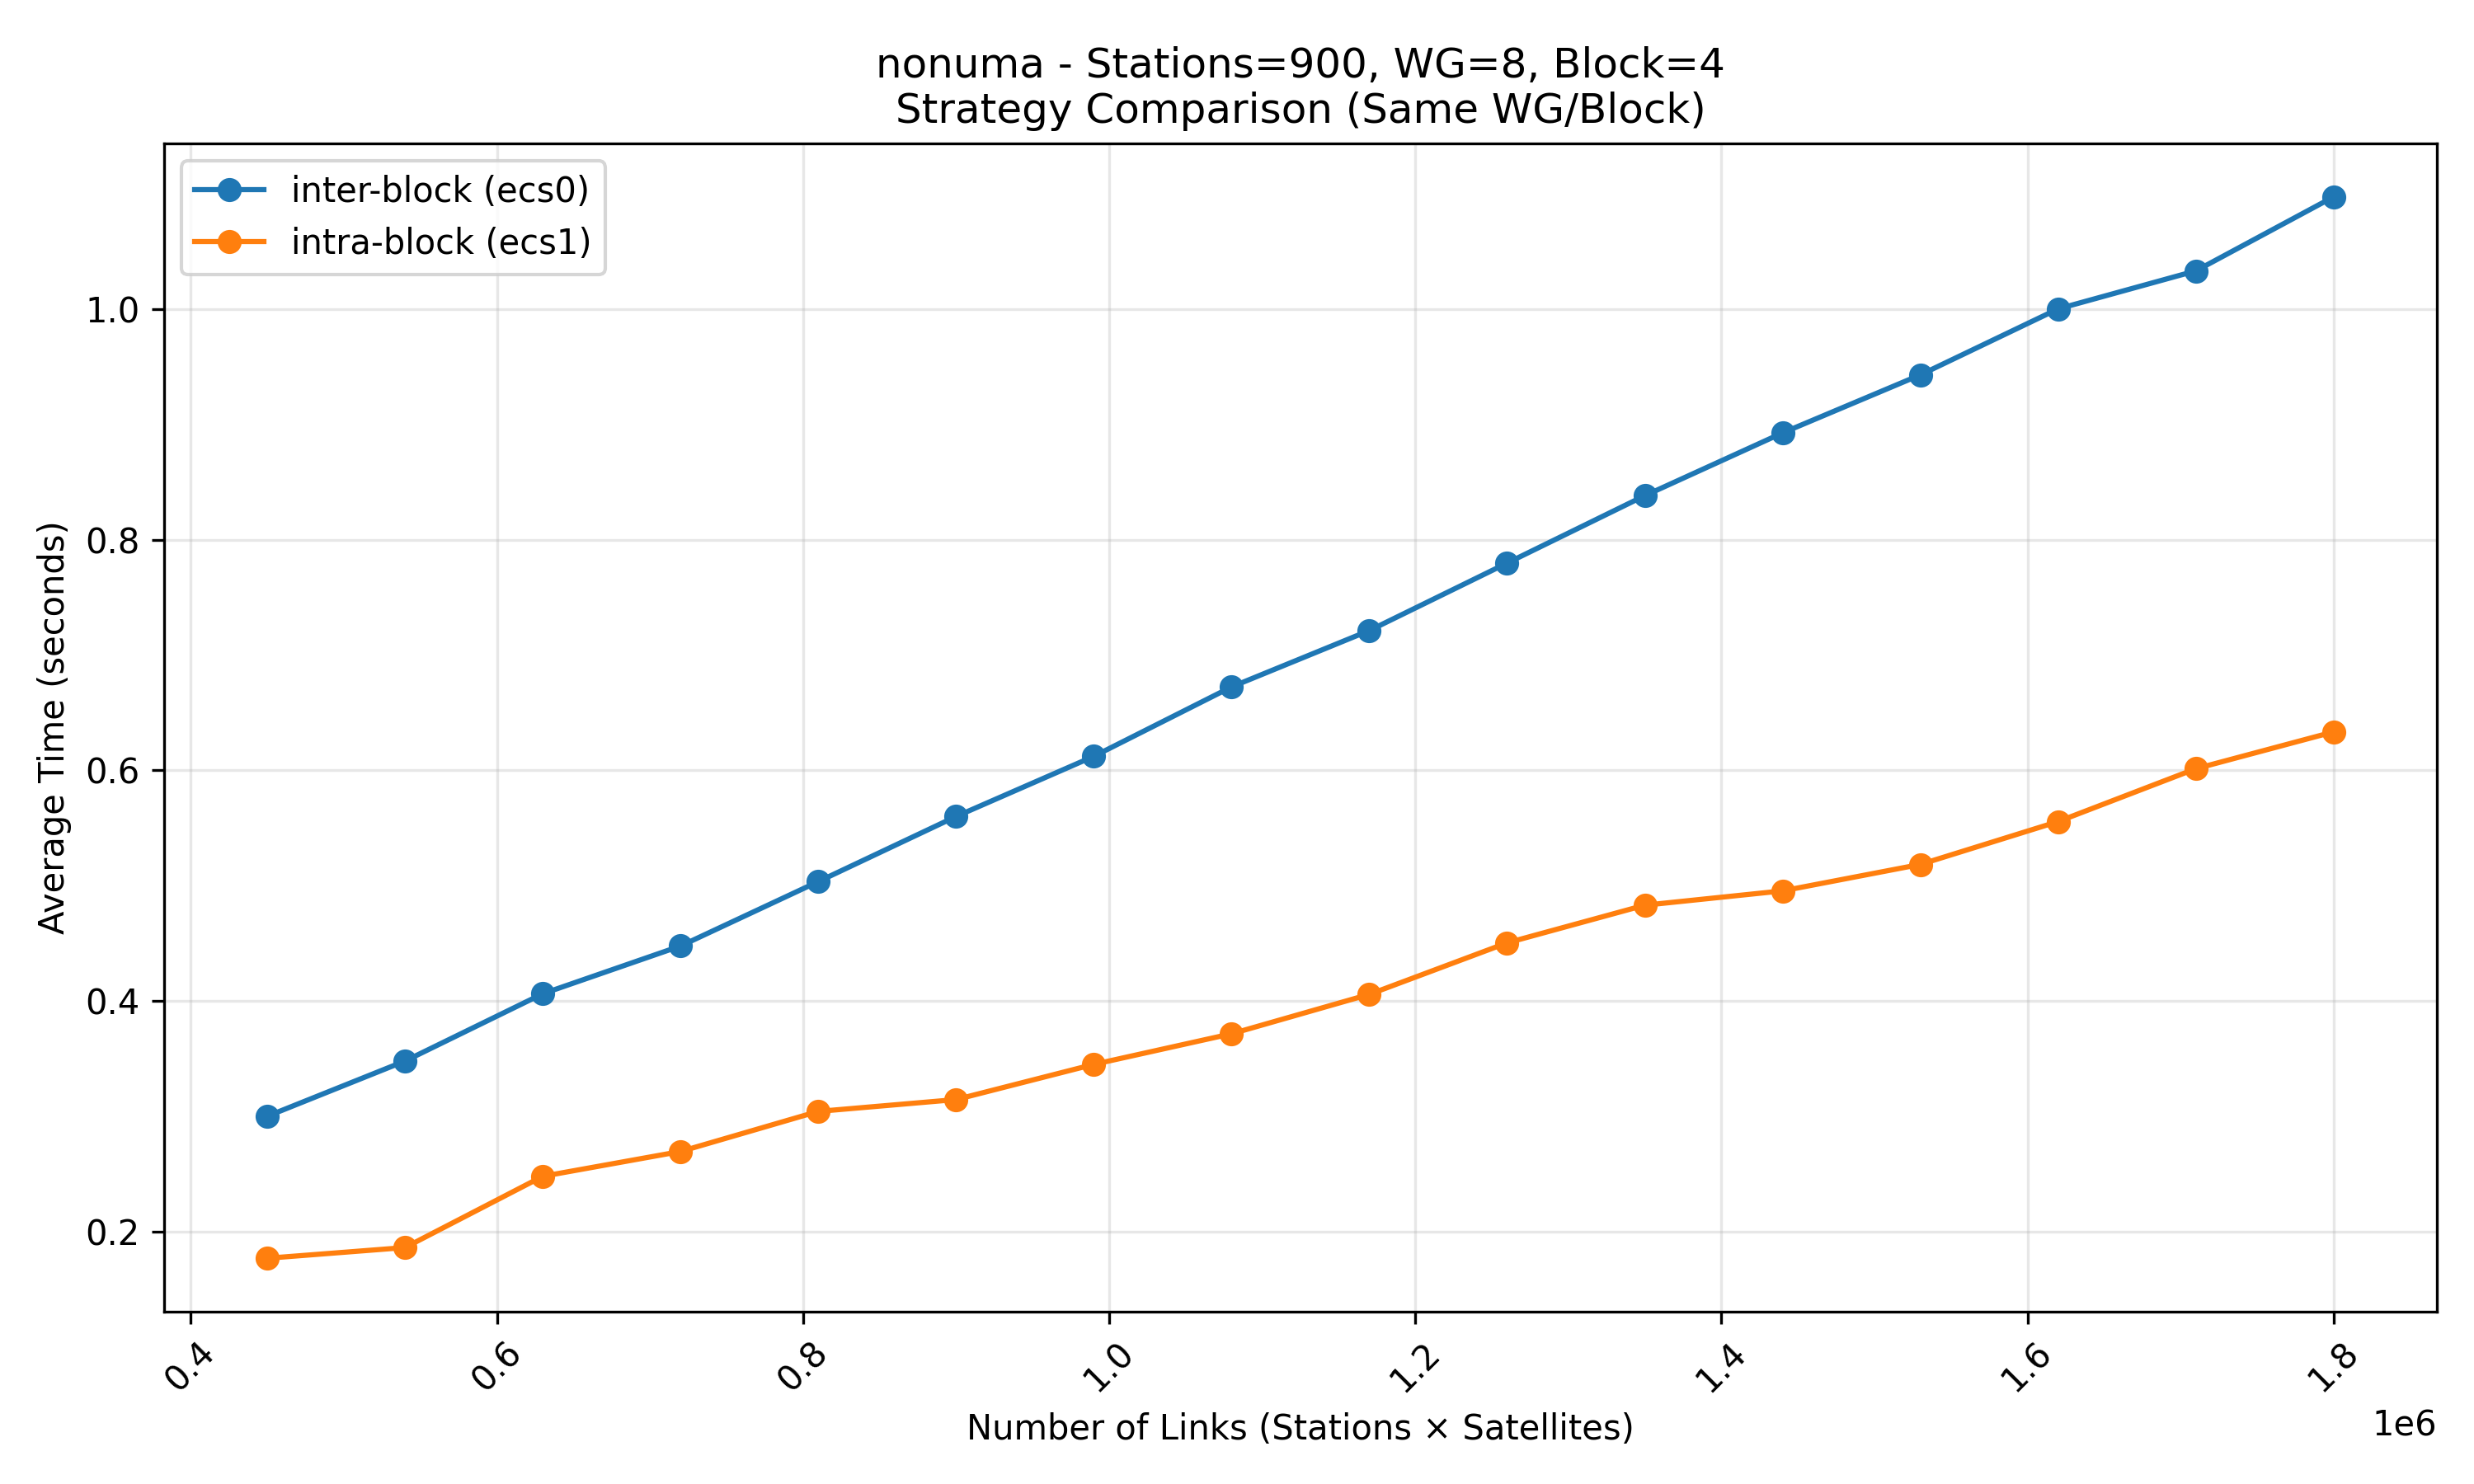 nonuma - Stations=900, WG=8, Block=4
Strategy Comparison (Same WG/Block)
inter-block (ecs0)
intra-block (ecs1)
Average Time (seconds)
1.0
0.8
0.6
0.4
0.2
0.4
0.6
0.8
1.0
1.2
1.4
1.6
1.8
1e6
Number of Links (Stations × Satellites)